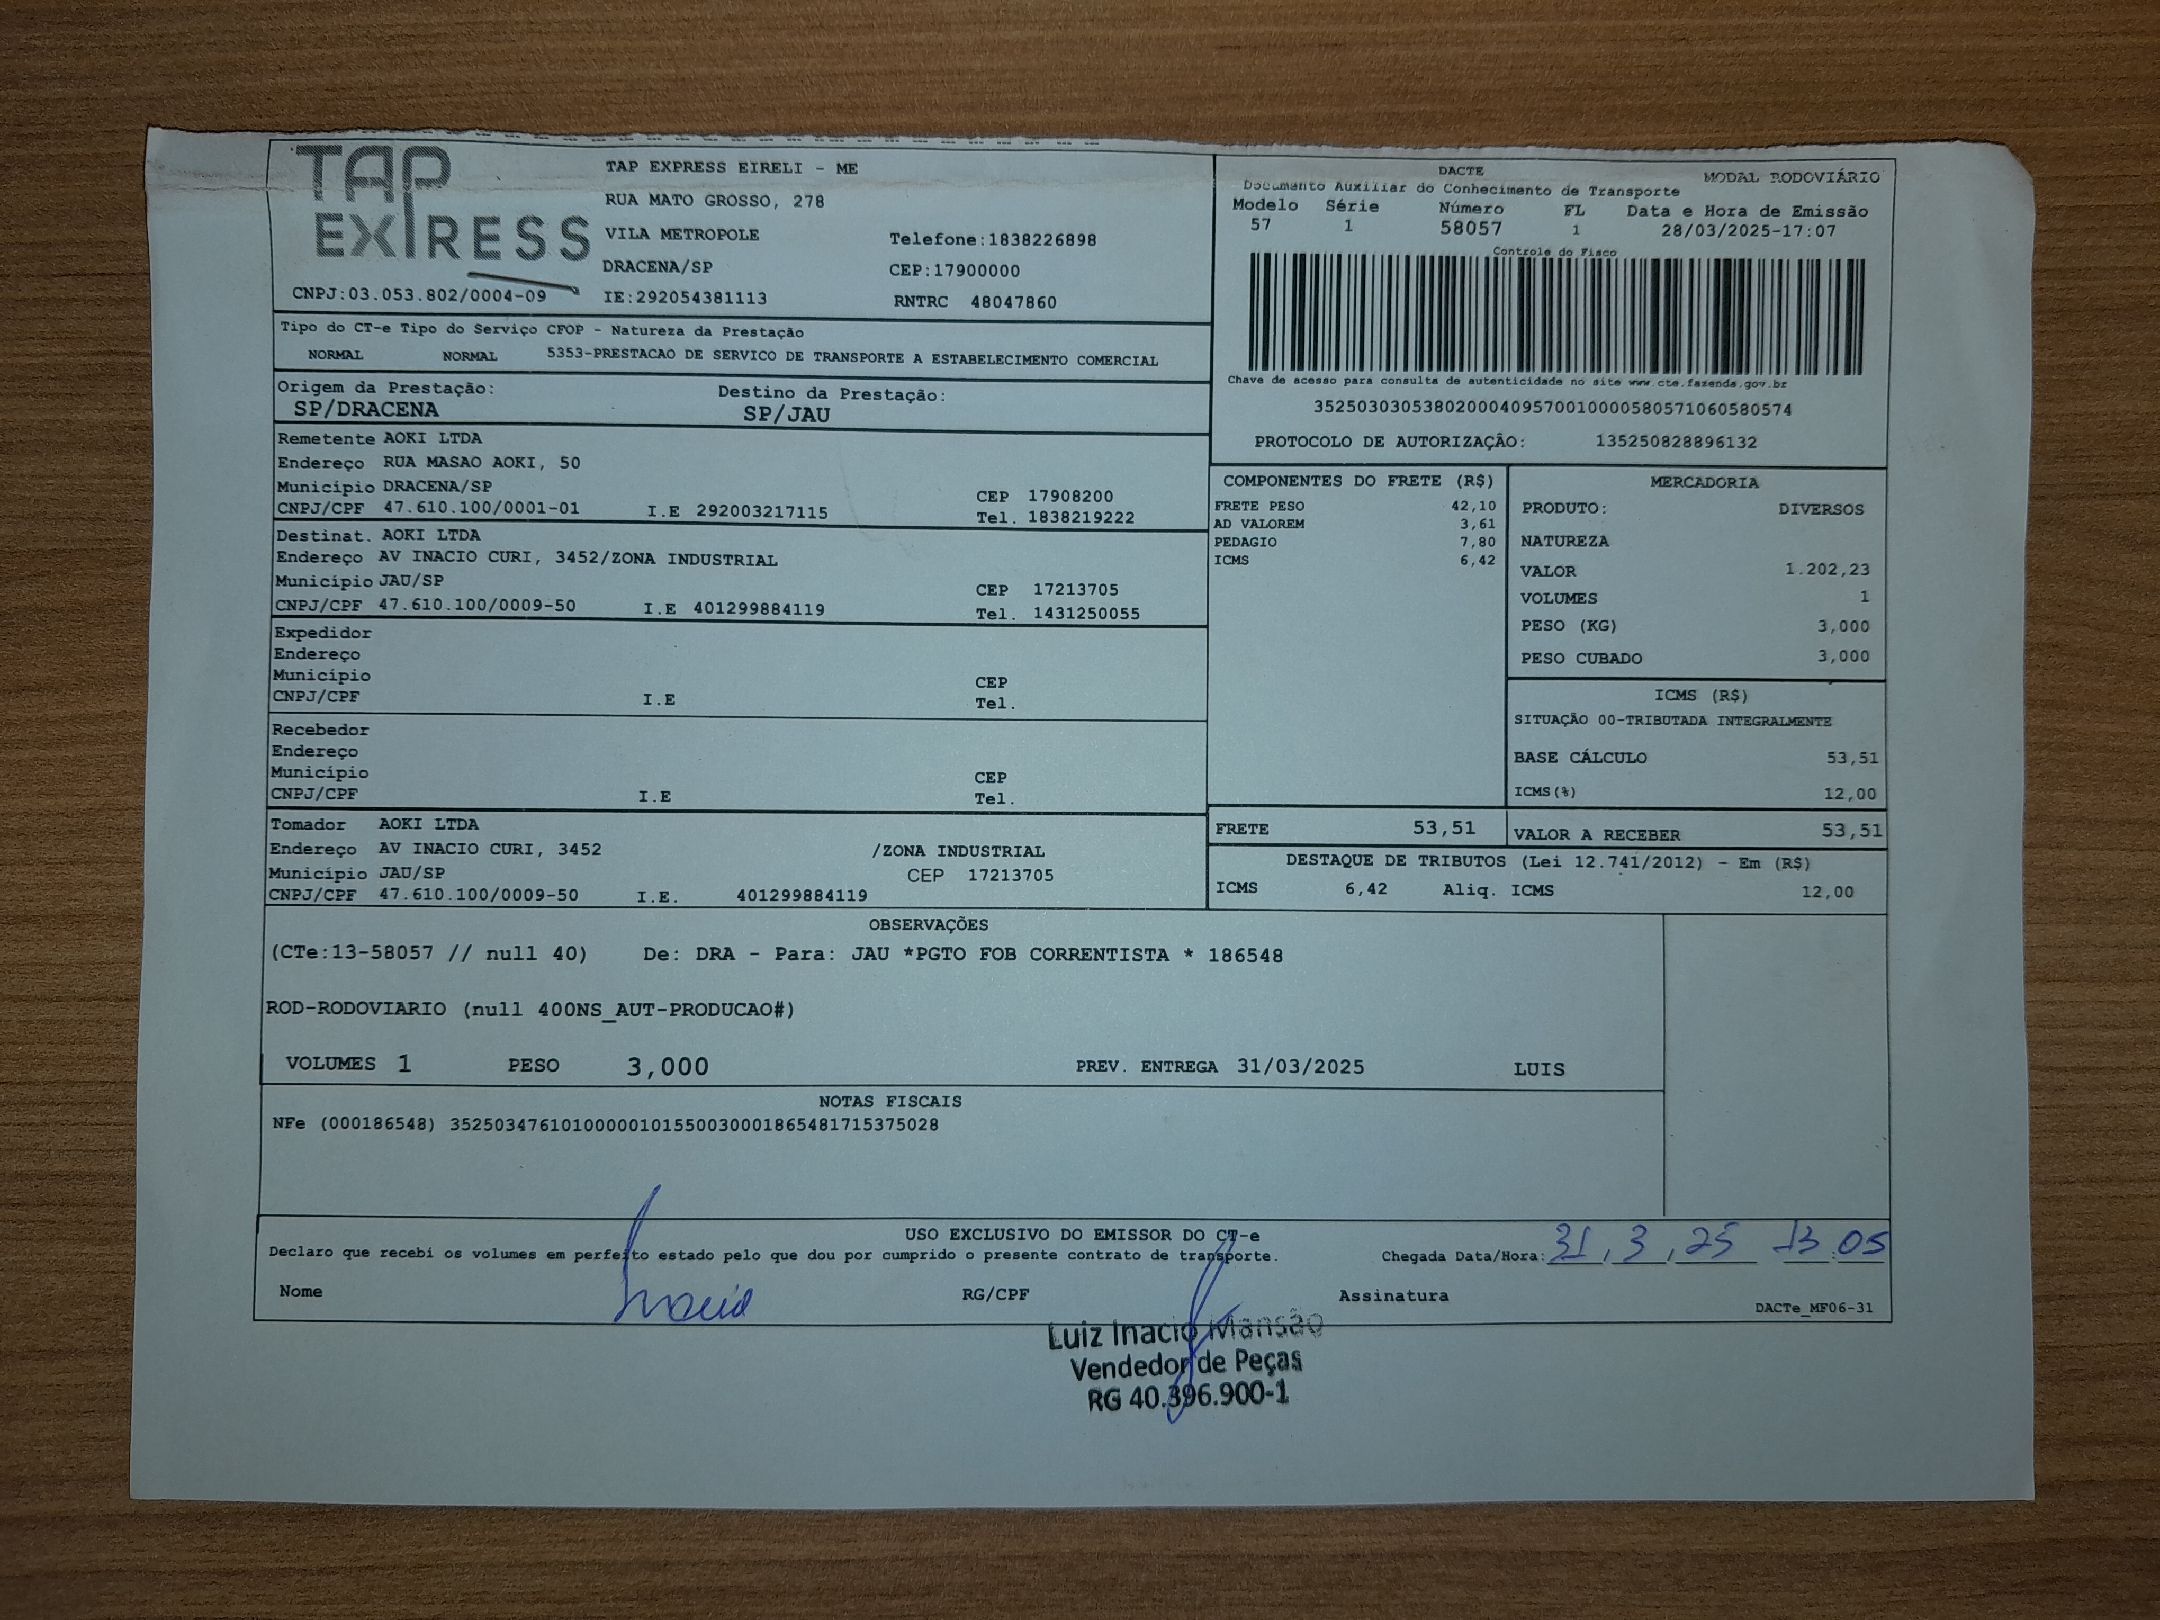 TAP
EXPRESS
CNPJ:03.053.802/0004-09
TAP EXPRESS EIRELI - ME
RUA MATO GROSSO, 278
VILA METROPOLE Telefone:1838226898
DRACENA/SP CEP:17900000
IE:292054381113 RNTRC 48047860
DACTE MODAL RODOVIÁRIO
Documento Auxiliar do Conhecimento de Transporte
Modelo Série Número FL Data e Hora de Emissão
57 1 58057 1 28/03/2025-17:07
Controle do Fisco
Chave de acesso para consulta de autenticidade no site www.cte.fazenda.gov.br
35250303053802000409570010000580571060580574
PROTOCOLO DE AUTORIZAÇÃO: 135250828896132
Tipo do CT-e Tipo do Serviço CFOP - Natureza da Prestação
NORMAL NORMAL 5353-PRESTACAO DE SERVICO DE TRANSPORTE A ESTABELECIMENTO COMERCIAL
Origem da Prestação: Destino da Prestação:
SP/DRACENA SP/JAU
Remetente AOKI LTDA
Endereço RUA MASAO AOKI, 50
Município DRACENA/SP CEP 17908200
CNPJ/CPF 47.610.100/0001-01 I.E 292003217115 Tel. 1838219222
Destinat. AOKI LTDA
Endereço AV INACIO CURI, 3452/ZONA INDUSTRIAL
Município JAU/SP CEP 17213705
CNPJ/CPF 47.610.100/0009-50 I.E 401299884119 Tel. 1431250055
Expedidor
Endereço
Município CEP
CNPJ/CPF I.E Tel.
Recebedor
Endereço
Município CEP
CNPJ/CPF I.E Tel.
Tomador AOKI LTDA
Endereço AV INACIO CURI, 3452 /ZONA INDUSTRIAL
Município JAU/SP CEP 17213705
CNPJ/CPF 47.610.100/0009-50 I.E. 401299884119
COMPONENTES DO FRETE (R$)
FRETE PESO 42,10
AD VALOREM 3,61
PEDAGIO 7,80
ICMS 6,42
MERCADORIA
PRODUTO: DIVERSOS
NATUREZA
VALOR 1.202,23
VOLUMES 1
PESO (KG) 3,000
PESO CUBADO 3,000
ICMS (R$)
SITUAÇÃO 00-TRIBUTADA INTEGRALMENTE
BASE CÁLCULO 53,51
ICMS(%) 12,00
FRETE 53,51 VALOR A RECEBER 53,51
DESTAQUE DE TRIBUTOS (Lei 12.741/2012) - Em (R$)
ICMS 6,42 Aliq. ICMS 12,00
OBSERVAÇÕES
(CTe:13-58057 // null 40) De: DRA - Para: JAU *PGTO FOB CORRENTISTA * 186548
ROD-RODOVIARIO (null 400NS_AUT-PRODUCAO#)
VOLUMES 1 PESO 3,000 PREV. ENTREGA 31/03/2025 LUIS
NOTAS FISCAIS
NFe (000186548) 35250347610100000101550030001865481715375028
USO EXCLUSIVO DO EMISSOR DO CT-e
Declaro que recebi os volumes em perfeito estado pelo que dou por cumprido o presente contrato de transporte. Chegada Data/Hora: 31, 3, 25 13:05
Nome RG/CPF Assinatura
DACTe_MF06-31
Luiz Inacio Mansão
Vendedor de Peças
RG 40.396.900-1